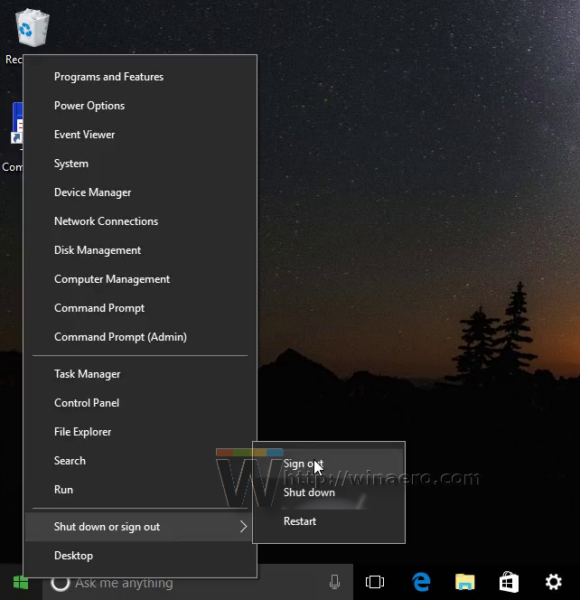 Programs and Features
Power Options
Event Viewer
System
Device Manager
Network Connections
Disk Management
Computer Management
Command Prompt
Command Prompt (Admin)
Task Manager
Control Panel
File Explorer
Search
Run
Shut down or sign out
Desktop
Sign out
Shut down
Restart
http://winaero.com
Ask me anything